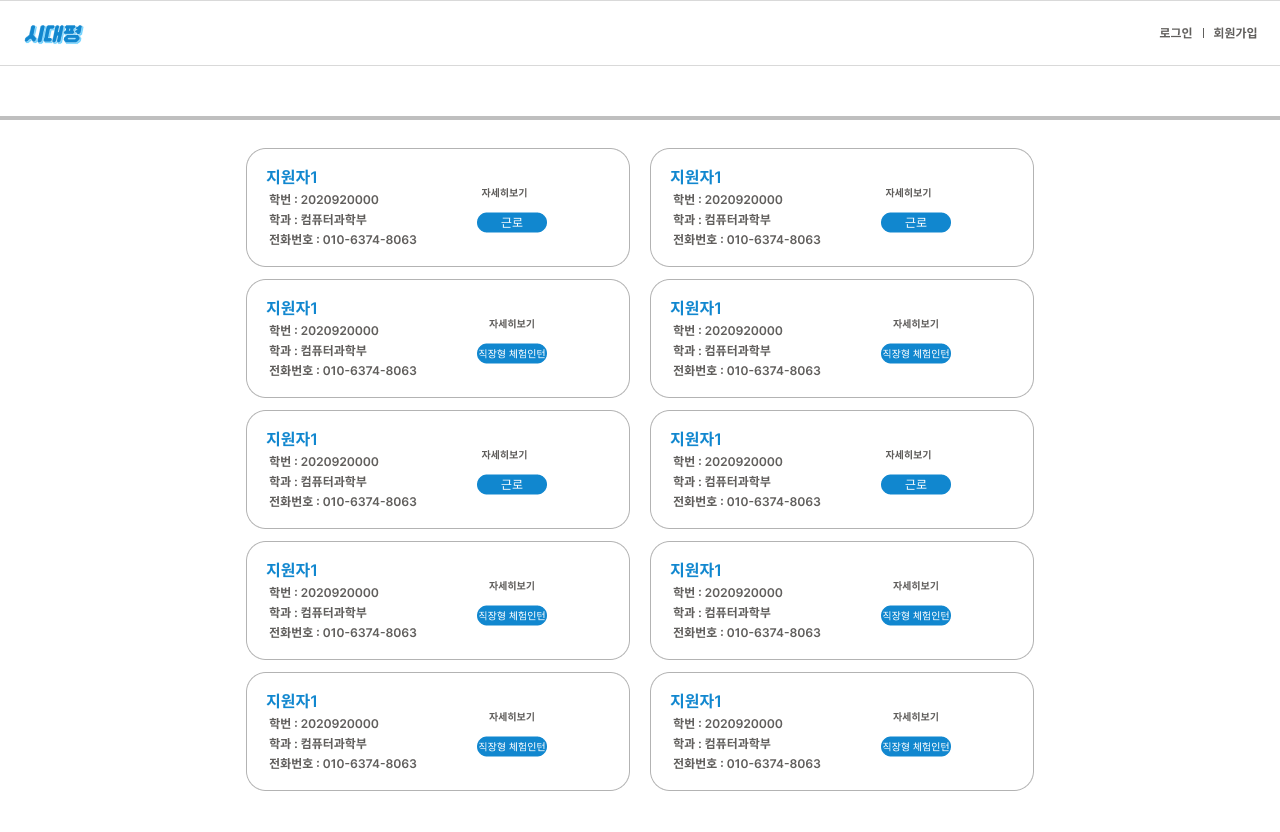 시대평
로그인 | 회원가입
지원자1
학번 : 2020920000
학과 : 컴퓨터과학부
전화번호 : 010-6374-8063
자세히보기
근로
지원자1
학번 : 2020920000
학과 : 컴퓨터과학부
전화번호 : 010-6374-8063
자세히보기
근로
지원자1
학번 : 2020920000
학과 : 컴퓨터과학부
전화번호 : 010-6374-8063
자세히보기
직장형 체험인턴
지원자1
학번 : 2020920000
학과 : 컴퓨터과학부
전화번호 : 010-6374-8063
자세히보기
직장형 체험인턴
지원자1
학번 : 2020920000
학과 : 컴퓨터과학부
전화번호 : 010-6374-8063
자세히보기
근로
지원자1
학번 : 2020920000
학과 : 컴퓨터과학부
전화번호 : 010-6374-8063
자세히보기
근로
지원자1
학번 : 2020920000
학과 : 컴퓨터과학부
전화번호 : 010-6374-8063
자세히보기
직장형 체험인턴
지원자1
학번 : 2020920000
학과 : 컴퓨터과학부
전화번호 : 010-6374-8063
자세히보기
직장형 체험인턴
지원자1
학번 : 2020920000
학과 : 컴퓨터과학부
전화번호 : 010-6374-8063
자세히보기
직장형 체험인턴
지원자1
학번 : 2020920000
학과 : 컴퓨터과학부
전화번호 : 010-6374-8063
자세히보기
직장형 체험인턴